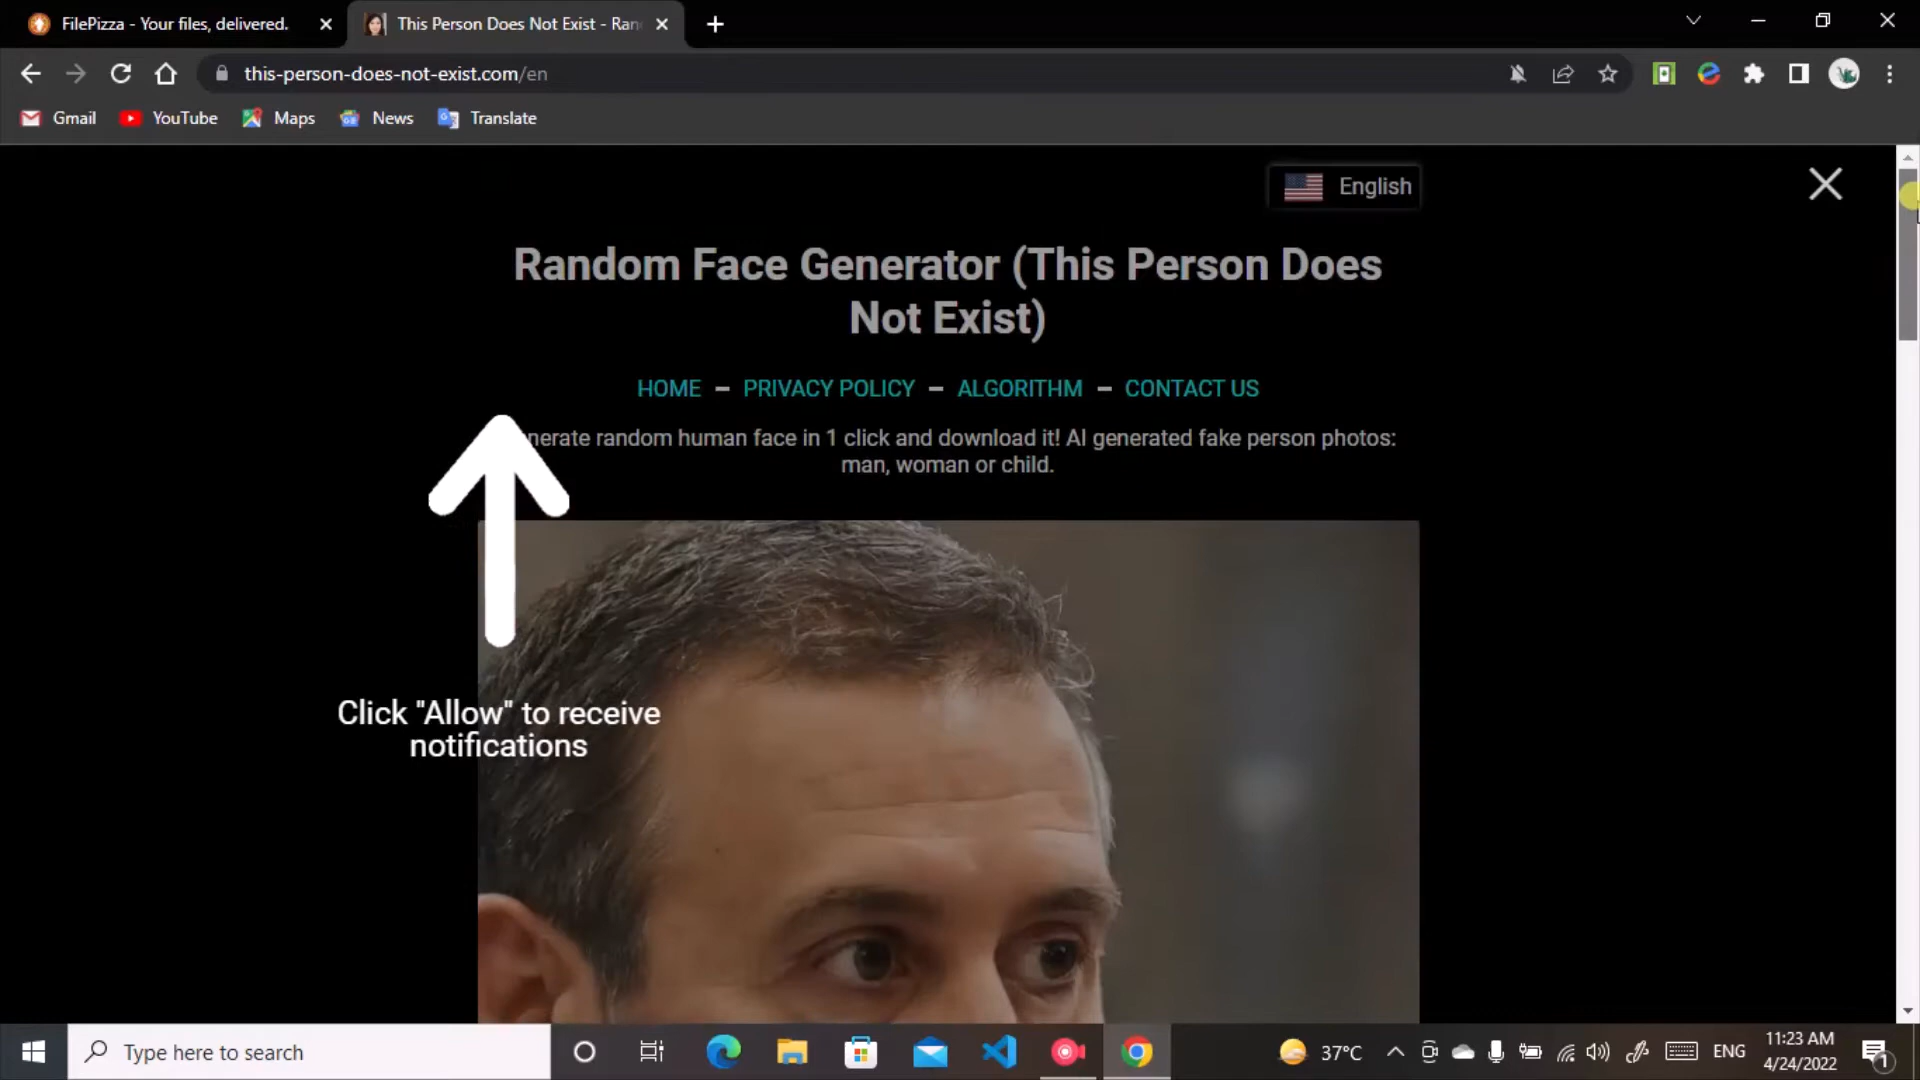 FilePizza - Your files, delivered.
This Person Does Not Exist - Ran
this-person-does-not-exist.com/en
Gmail
YouTube
Maps
News
Translate
English
Random Face Generator (This Person Does
Not Exist)
HOME – PRIVACY POLICY – ALGORITHM – CONTACT US
nerate random human face in 1 click and download it! AI generated fake person photos:
man, woman or child.
Click "Allow" to receive
notifications
Type here to search
37°C
ENG
11:23 AM
4/24/2022
1